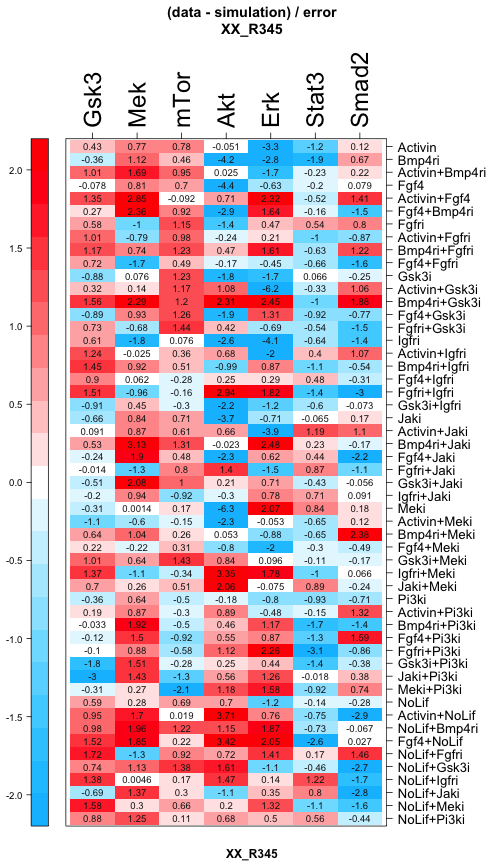 (data - simulation) / error
XX_R345
Gsk3 Mek mTor Akt Erk Stat3 Smad2
2.0
1.5
1.0
0.5
0.0
-0.5
-1.0
-1.5
-2.0
0.43 0.77 0.78 -0.051 -3.3 -1.2 0.12 Activin
-0.36 1.12 0.46 -4.2 -2.8 -1.9 0.67 Bmp4ri
1.01 1.69 0.95 0.025 -1.7 -0.23 0.22 Activin+Bmp4ri
-0.078 0.81 0.7 -4.4 -0.63 -0.2 0.079 Fgf4
1.35 2.85 -0.092 0.71 2.32 -0.52 1.41 Activin+Fgf4
0.27 2.36 0.92 -2.9 1.64 -0.16 -1.5 Fgf4+Bmp4ri
0.58 -1 1.15 -1.4 0.47 0.54 0.8 Fgfri
1.01 -0.79 0.98 -0.24 0.21 -1 -0.87 Activin+Fgfri
1.17 0.74 1.23 0.47 1.61 -0.63 1.22 Bmp4ri+Fgfri
0.72 -1.7 0.49 -0.17 -0.45 -0.66 -1.6 Fgf4+Fgfri
-0.88 0.076 1.23 -1.8 -1.7 0.066 -0.25 Gsk3i
0.32 0.14 1.17 1.08 -6.2 -0.33 1.06 Activin+Gsk3i
1.56 2.29 1.2 2.31 2.45 -1 1.88 Bmp4ri+Gsk3i
-0.89 0.93 1.26 -1.9 1.31 -0.92 -0.77 Fgf4+Gsk3i
0.73 -0.68 1.44 0.42 -0.69 -0.54 -1.5 Fgfri+Gsk3i
0.61 -1.8 0.076 -2.6 -4.1 -0.64 -1.4 Igfri
1.24 -0.025 0.36 0.68 -2 0.4 1.07 Activin+Igfri
1.45 0.92 0.51 -0.99 0.87 -1.1 -0.54 Bmp4ri+Igfri
0.9 0.062 -0.28 0.25 0.29 0.48 -0.31 Fgf4+Igfri
1.51 -0.96 -0.16 2.94 1.82 -1.4 -3 Fgfri+Igfri
-0.91 0.45 -0.3 -2.2 -1.2 -0.6 -0.073 Gsk3i+Igfri
-0.66 0.84 0.71 -3.7 -0.71 -0.065 0.17 Jaki
0.091 0.87 0.61 0.66 -3.9 1.19 1.1 Activin+Jaki
0.53 3.13 1.31 -0.023 2.48 0.23 -0.17 Bmp4ri+Jaki
-0.24 1.9 0.48 -2.3 0.62 0.44 -2.2 Fgf4+Jaki
-0.014 -1.3 0.8 1.4 -1.5 0.87 -1.1 Fgfri+Jaki
-0.51 2.08 1 0.21 0.71 -0.43 -0.056 Gsk3i+Jaki
-0.2 0.94 -0.92 -0.3 0.78 0.71 0.091 Igfri+Jaki
-0.31 0.0014 0.17 -6.3 2.07 0.84 0.18 Meki
-1.1 -0.6 -0.15 -2.3 -0.053 -0.65 0.12 Activin+Meki
0.64 1.04 0.26 0.053 -0.88 -0.65 2.38 Bmp4ri+Meki
0.22 -0.22 0.31 -0.8 -2 -0.3 -0.49 Fgf4+Meki
1.01 0.64 1.43 0.84 0.096 -0.11 -0.17 Gsk3i+Meki
1.37 -1.1 -0.34 3.35 1.78 -1 0.066 Igfri+Meki
0.7 0.26 0.51 2.06 -0.075 0.89 -0.24 Jaki+Meki
-0.36 0.64 -0.5 -0.18 -0.8 -0.93 -0.71 Pi3ki
0.19 0.87 -0.3 0.89 -0.48 -0.15 1.32 Activin+Pi3ki
-0.033 1.92 -0.5 0.46 1.17 -1.7 -1.4 Bmp4ri+Pi3ki
-0.12 1.5 -0.92 0.55 0.87 -1.3 1.59 Fgf4+Pi3ki
-0.1 0.88 -0.58 1.12 2.26 -3.1 -0.86 Fgfri+Pi3ki
-1.8 1.51 -0.28 0.25 0.44 -1.4 -0.38 Gsk3i+Pi3ki
-3 1.43 -1.3 0.56 1.26 -0.018 0.38 Jaki+Pi3ki
-0.31 0.27 -2.1 1.18 1.58 -0.92 0.74 Meki+Pi3ki
0.59 0.28 0.69 0.7 -1.2 -0.14 -0.28 NoLif
0.95 1.7 0.019 3.71 0.76 -0.75 -2.9 Activin+NoLif
0.98 1.96 1.22 1.15 1.87 -0.73 -0.067 NoLif+Bmp4ri
1.52 1.85 0.22 3.42 2.05 -2.6 0.027 Fgf4+NoLif
1.72 -1.3 0.92 0.72 1.41 0.17 1.46 NoLif+Fgfri
0.74 1.13 1.38 1.61 -1.1 -0.46 -2.7 NoLif+Gsk3i
1.38 0.0046 0.17 1.47 0.14 1.22 -1.7 NoLif+Igfri
-0.69 1.37 0.3 -1.1 0.35 0.8 -2.8 NoLif+Jaki
1.58 0.3 0.66 0.2 1.32 -1.1 -1.6 NoLif+Meki
0.88 1.25 0.11 0.68 0.5 0.56 -0.44 NoLif+Pi3ki
XX_R345